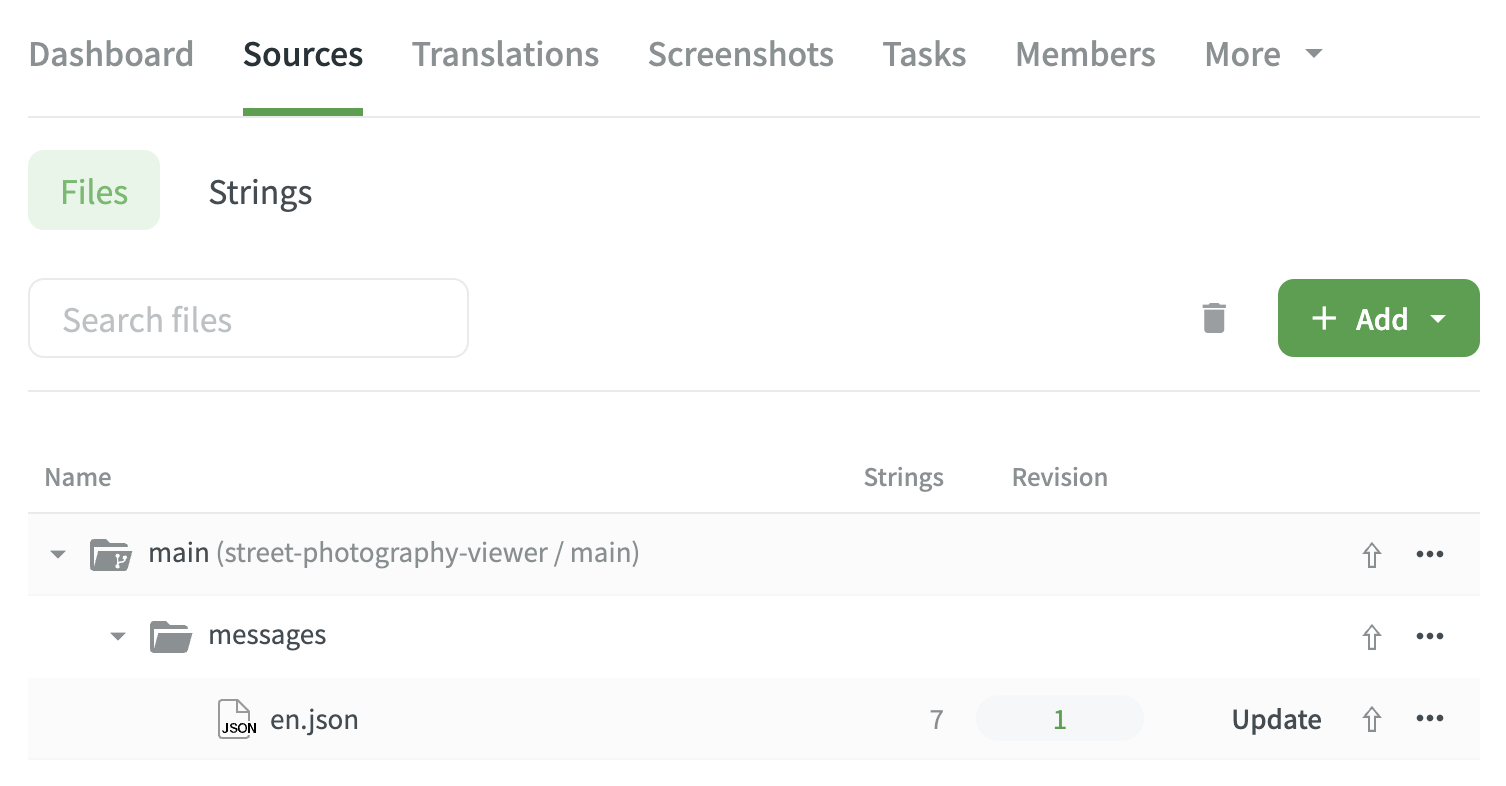 Dashboard Sources Translations Screenshots Tasks Members More
Files Strings
Search files + Add
Name Strings Revision
main (street-photography-viewer / main)
messages
JSON en.json 7 1 Update